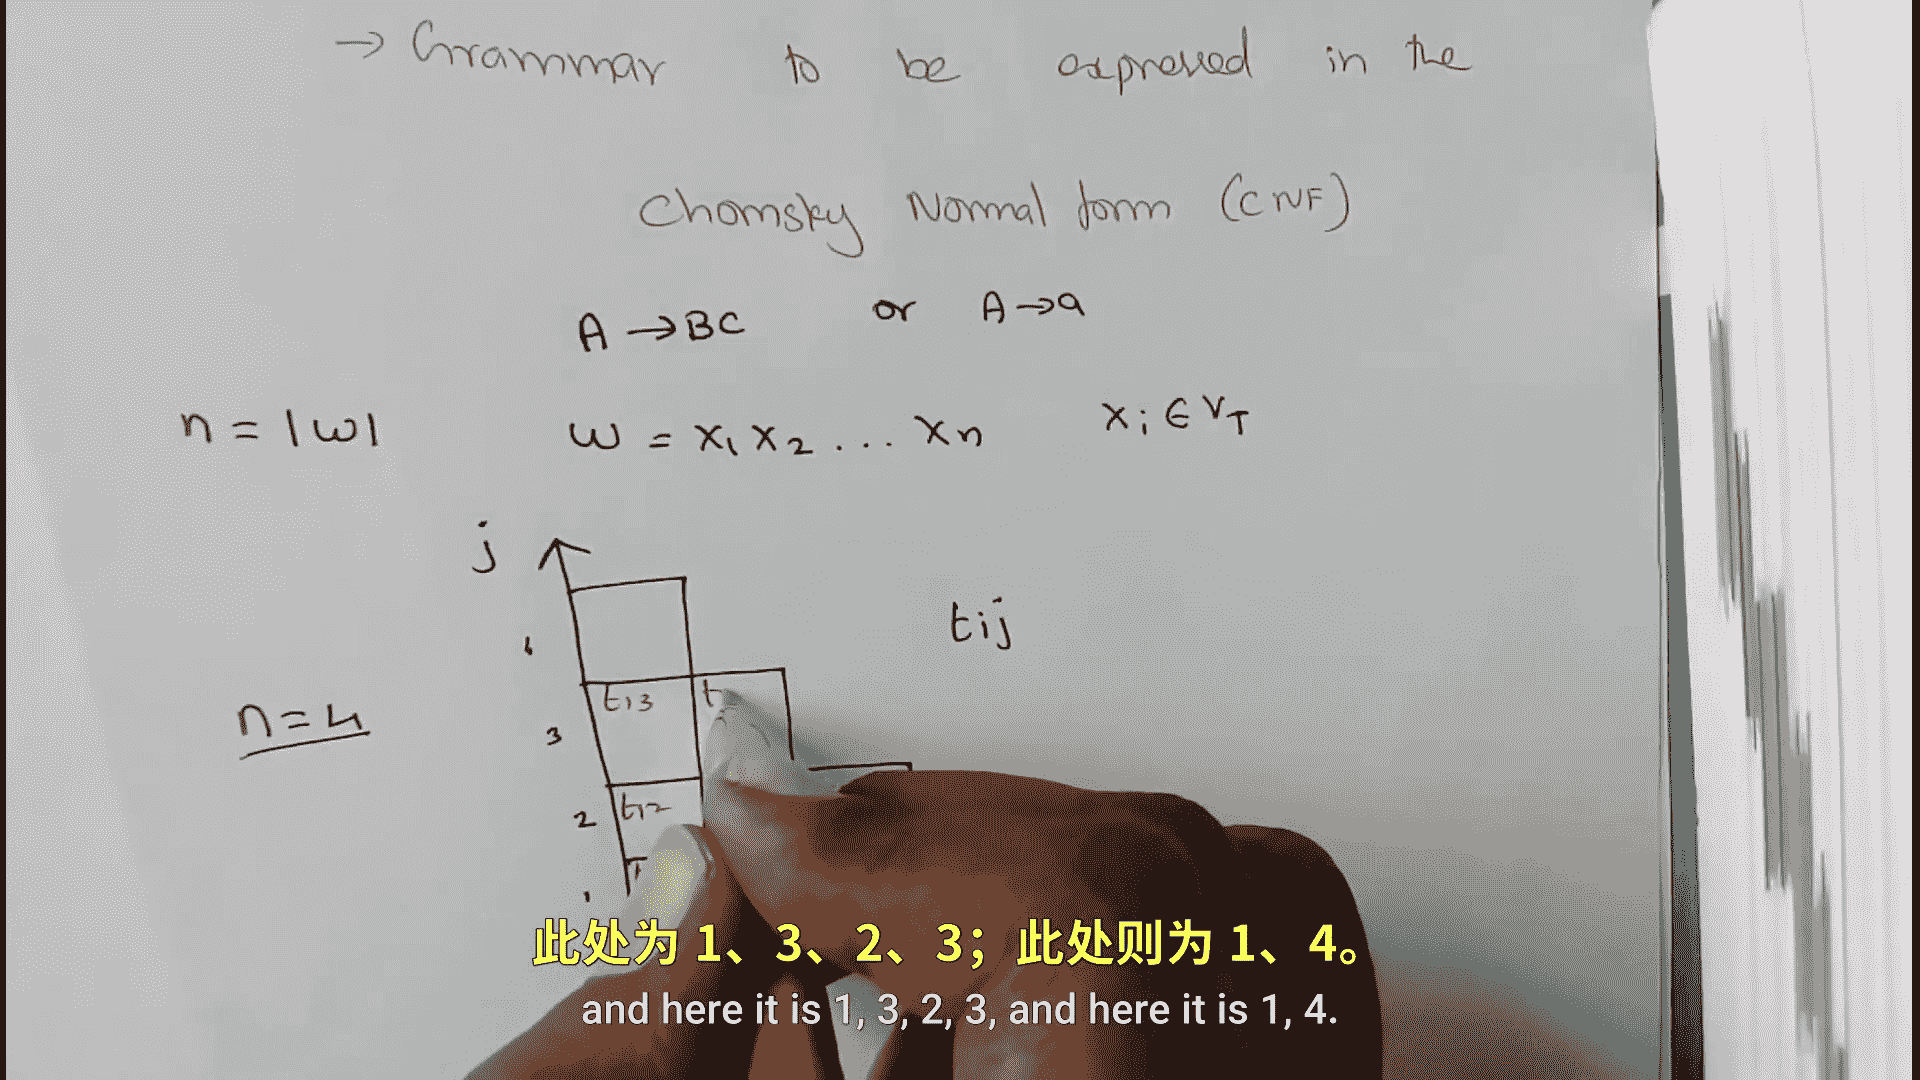 → Grammar to be expressed in the
Chomsky Normal form (CNF)
A → BC or A → a
n = |w| w = x1 x2 ... xn xi ∈ VT
j
tij
4
t13 t
n=4
3
2 t12
1
此处为 1、3、2、3；此处则为 1、4。
and here it is 1, 3, 2, 3, and here it is 1, 4.